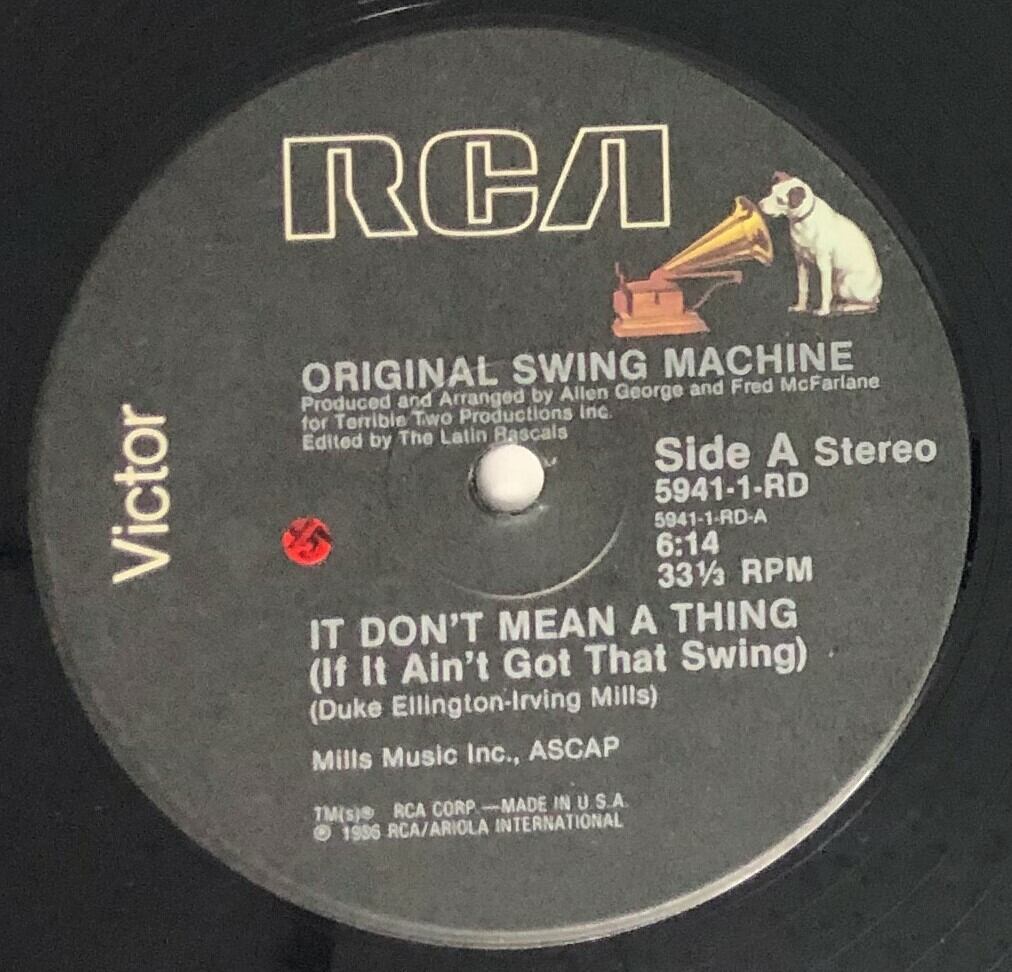 RCA
Victor
ORIGINAL SWING MACHINE
Produced and Arranged by Allen George and Fred McFarlane
for Terrible Two Productions Inc.
Edited by The Latin Rascals
Side A Stereo
5941-1-RD
5941-1-RD-A
6:14
33⅓ RPM
IT DON'T MEAN A THING
(If It Ain't Got That Swing)
(Duke Ellington-Irving Mills)
Mills Music Inc., ASCAP
TM(s)® RCA CORP.—MADE IN U.S.A.
℗ 1986 RCA/ARIOLA INTERNATIONAL